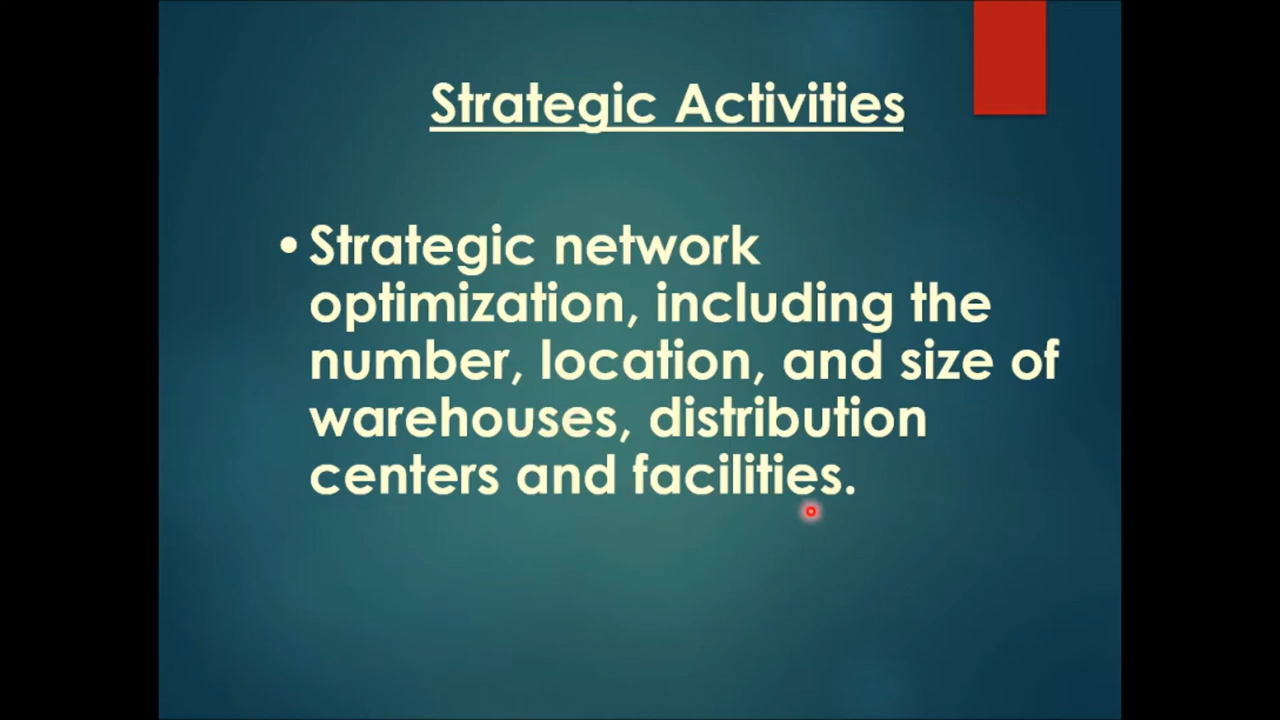 Strategic Activities
• Strategic network
optimization, including the
number, location, and size of
warehouses, distribution
centers and facilities.